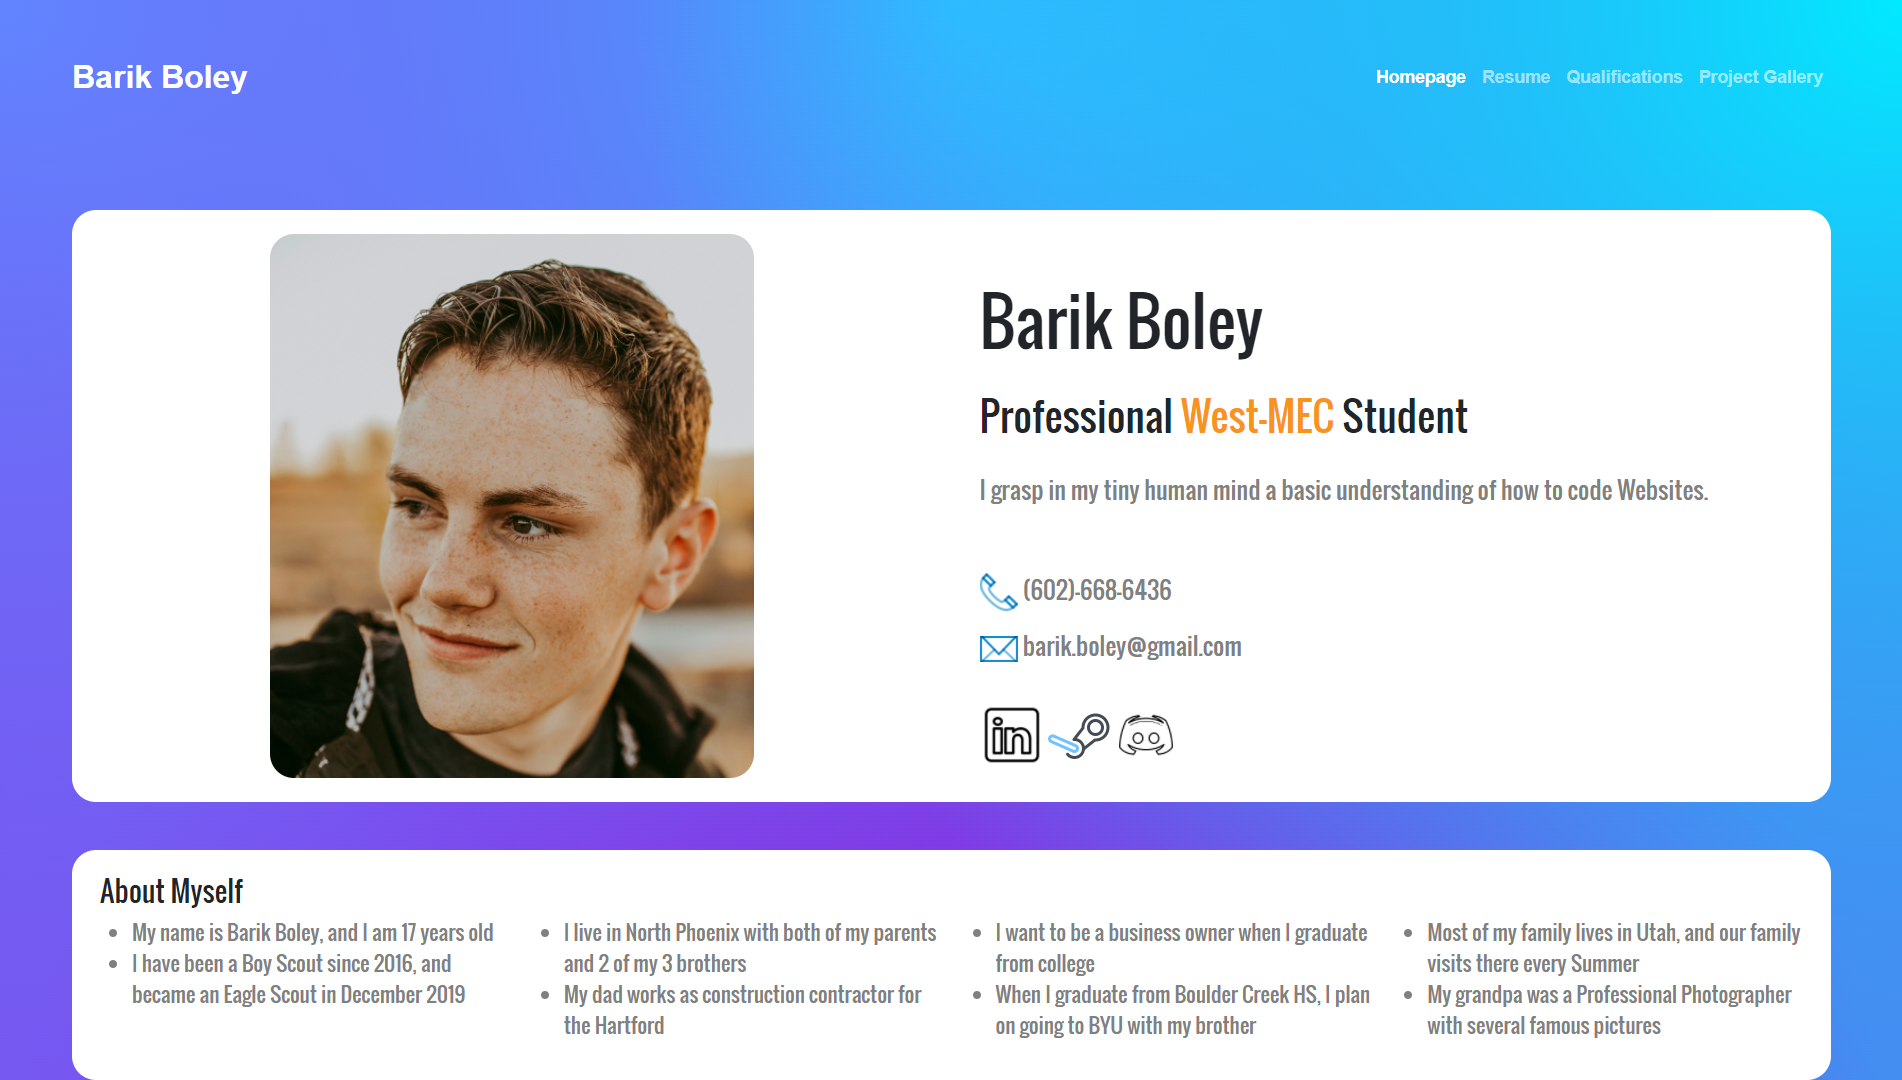 Barik Boley
Homepage Resume Qualifications Project Gallery
Barik Boley
Professional West-MEC Student
I grasp in my tiny human mind a basic understanding of how to code Websites.
(602)-668-6436
barik.boley@gmail.com
in
About Myself
My name is Barik Boley, and I am 17 years old
I have been a Boy Scout since 2016, and
became an Eagle Scout in December 2019
I live in North Phoenix with both of my parents
and 2 of my 3 brothers
My dad works as construction contractor for
the Hartford
I want to be a business owner when I graduate
from college
When I graduate from Boulder Creek HS, I plan
on going to BYU with my brother
Most of my family lives in Utah, and our family
visits there every Summer
My grandpa was a Professional Photographer
with several famous pictures